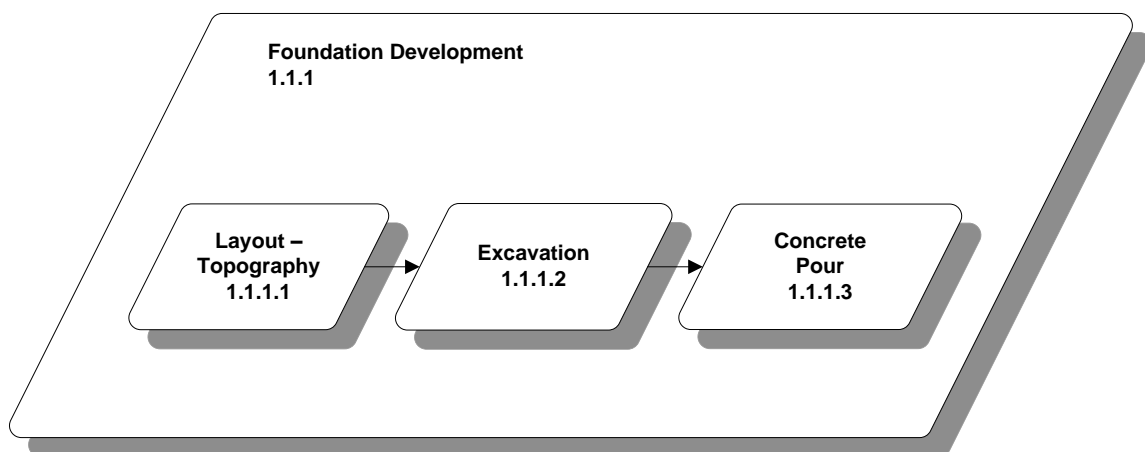 Foundation Development
1.1.1
Layout –
Topography
1.1.1.1
Excavation
1.1.1.2
Concrete
Pour
1.1.1.3